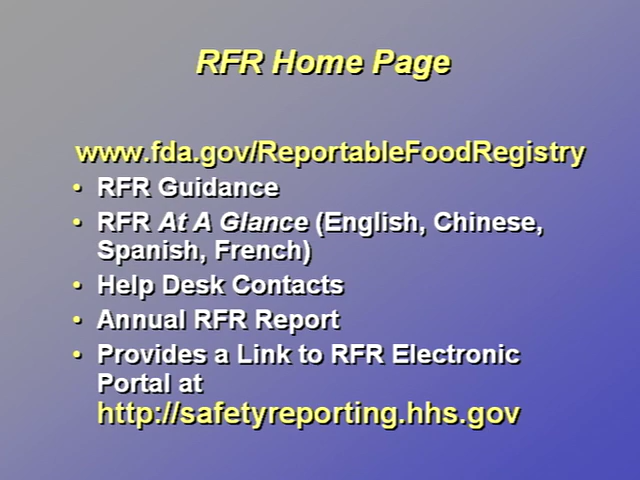 RFR Home Page
www.fda.gov/ReportableFoodRegistry
• RFR Guidance
• RFR At A Glance (English, Chinese,
Spanish, French)
• Help Desk Contacts
• Annual RFR Report
• Provides a Link to RFR Electronic
Portal at
http://safetyreporting.hhs.gov